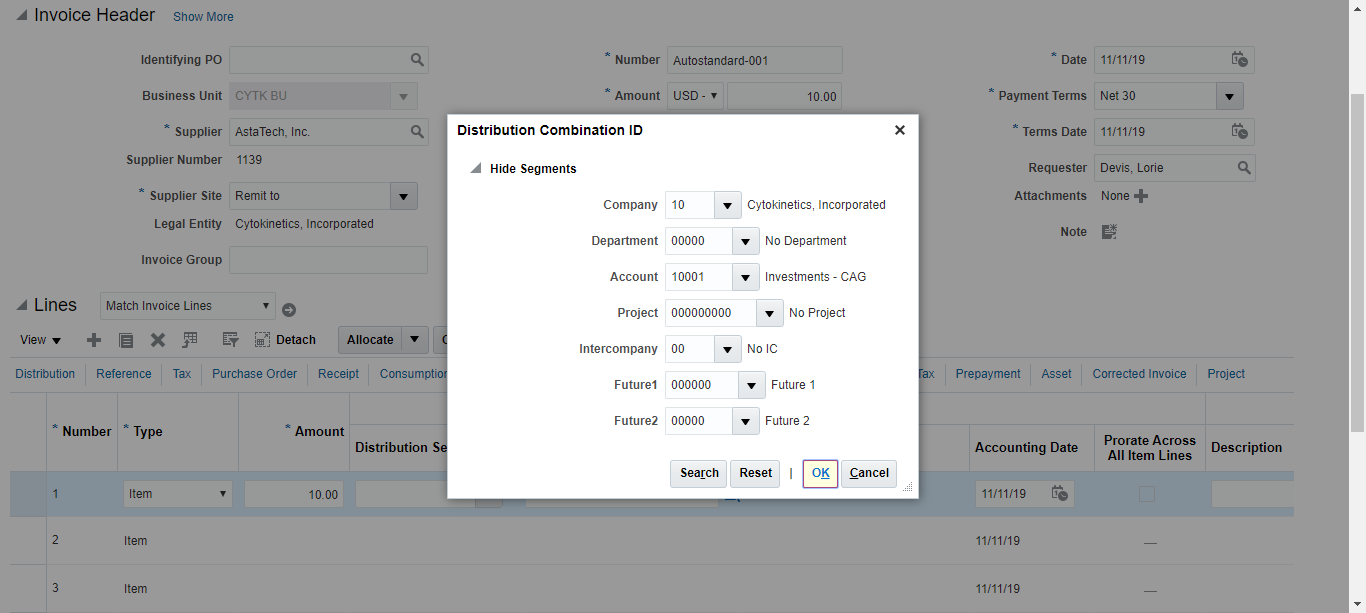 Invoice Header Show More
Identifying PO
* Number Autostandard-001
* Date 11/11/19
Business Unit CYTK BU
* Amount USD - 10.00
* Payment Terms Net 30
* Supplier AstaTech, Inc.
* Terms Date 11/11/19
Supplier Number 1139
Requester Devis, Lorie
* Supplier Site Remit to
Attachments None
Legal Entity Cytokinetics, Incorporated
Note
Invoice Group
Distribution Combination ID
Hide Segments
Company 10 Cytokinetics, Incorporated
Department 00000 No Department
Account 10001 Investments - CAG
Project 000000000 No Project
Intercompany 00 No IC
Future1 000000 Future 1
Future2 00000 Future 2
Search Reset | OK Cancel
Lines Match Invoice Lines
View Detach Allocate
Distribution Reference Tax Purchase Order Receipt Consumption Tax Prepayment Asset Corrected Invoice Project
* Number * Type * Amount Distribution Se Accounting Date Prorate Across All Item Lines Description
1 Item 10.00 11/11/19
2 Item 11/11/19 —
3 Item 11/11/19 —